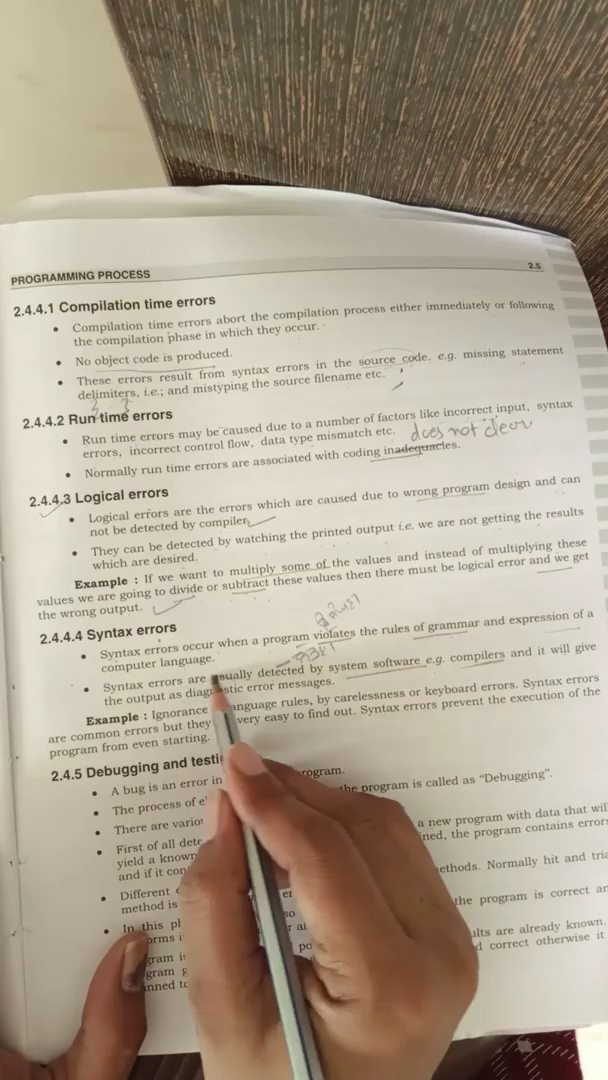 PROGRAMMING PROCESS
2.5
2.4.4.1 Compilation time errors
• Compilation time errors abort the compilation process either immediately or following
the compilation phase in which they occur.
• No object code is produced.
• These errors result from syntax errors in the source code. e.g. missing statement
delimiters, i.e.; and mistyping the source filename etc.
2.4.4.2 Run time errors
• Run time errors may be caused due to a number of factors like incorrect input, syntax
errors, incorrect control flow, data type mismatch etc. does not clear
• Normally run time errors are associated with coding inadequacies.
2.4.4.3 Logical errors
• Logical errors are the errors which are caused due to wrong program design and can
not be detected by compiler.
• They can be detected by watching the printed output i.e. we are not getting the results
which are desired.
Example : If we want to multiply some of the values and instead of multiplying these
values we are going to divide or subtract these values then there must be logical error and we get
the wrong output.
2.4.4.4 Syntax errors
• Syntax errors occur when a program violates the rules of grammar and expression of a
computer language.
• Syntax errors are usually detected by system software e.g. compilers and it will give
the output as diagnostic error messages.
Example : Ignorance language rules, by carelessness or keyboard errors. Syntax errors
are common errors but they very easy to find out. Syntax errors prevent the execution of the
program from even starting.
2.4.5 Debugging and
• A bug is an error in program.
• The process of the program is called as "Debugging".
• There are
• First of all a new program with data that will
yield a known the program contains errors
and if it
• Different Normally hit and
method is the program is correct
• In this are already known.
correct otherwise it